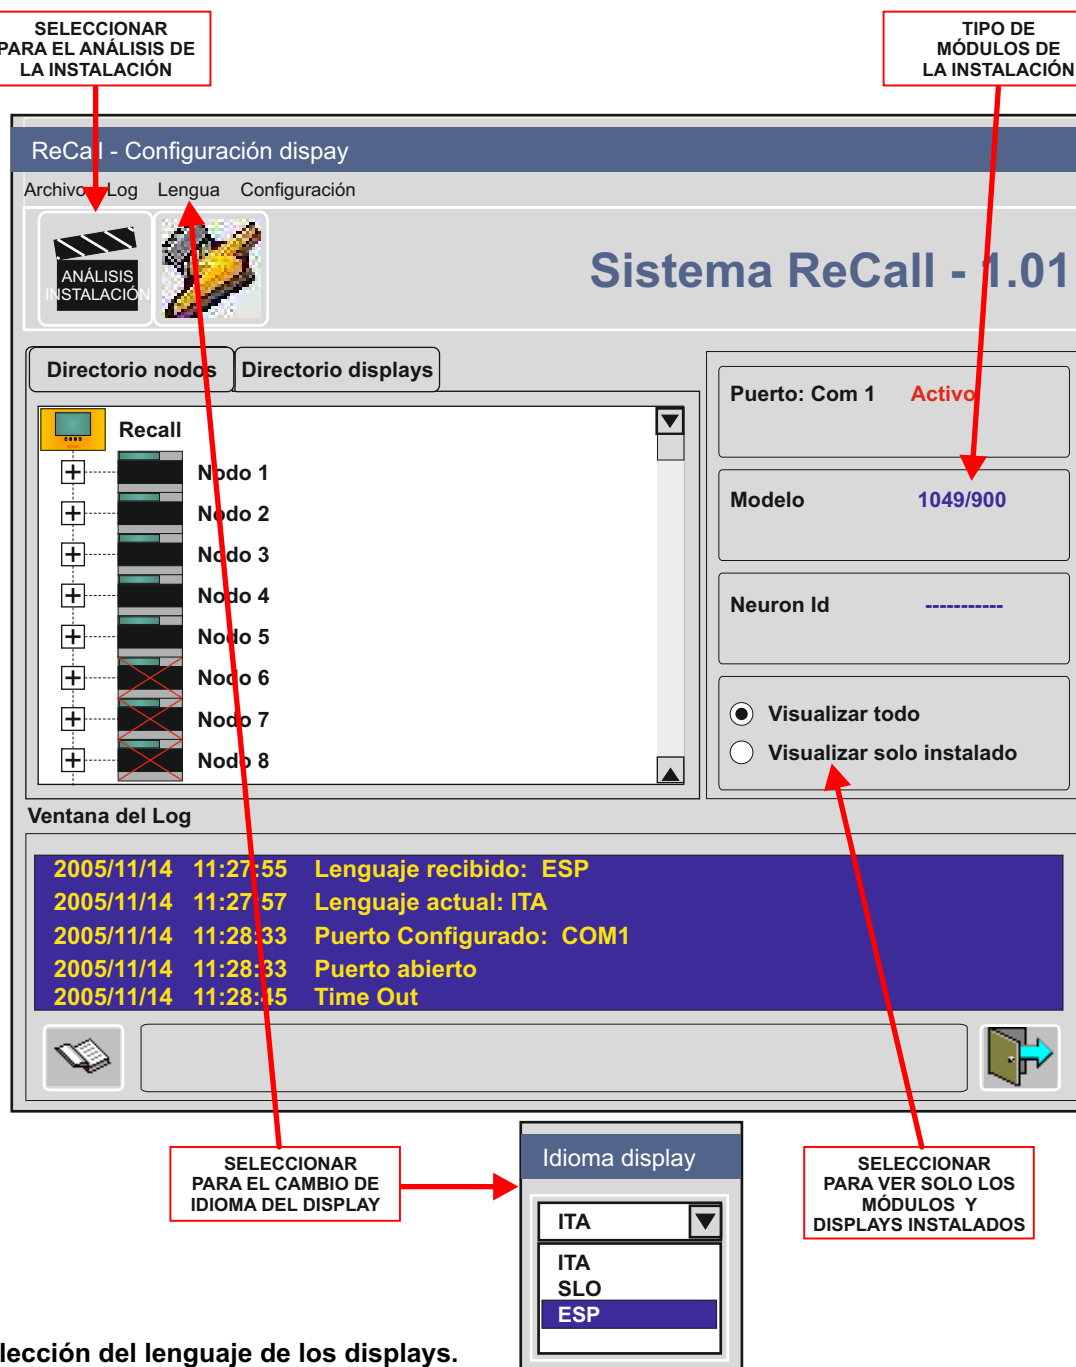 SELECCIONAR
PARA EL ANÁLISIS DE
LA INSTALACIÓN
TIPO DE
MÓDULOS DE
LA INSTALACIÓN
ReCall - Configuración dispay
Archivo Log Lengua Configuración
ANÁLISIS
INSTALACIÓN
Sistema ReCall - 1.01
Directorio nodos Directorio displays
Recall
Nodo 1
Nodo 2
Nodo 3
Nodo 4
Nodo 5
Nodo 6
Nodo 7
Nodo 8
Puerto: Com 1 Activo
Modelo 1049/900
Neuron Id -----------
Visualizar todo
Visualizar solo instalado
Ventana del Log
2005/11/14 11:27:55 Lenguaje recibido: ESP
2005/11/14 11:27:57 Lenguaje actual: ITA
2005/11/14 11:28:33 Puerto Configurado: COM1
2005/11/14 11:28:33 Puerto abierto
2005/11/14 11:28:45 Time Out
SELECCIONAR
PARA EL CAMBIO DE
IDIOMA DEL DISPLAY
Idioma display
ITA
ITA
SLO
ESP
SELECCIONAR
PARA VER SOLO LOS
MÓDULOS Y
DISPLAYS INSTALADOS
lección del lenguaje de los displays.